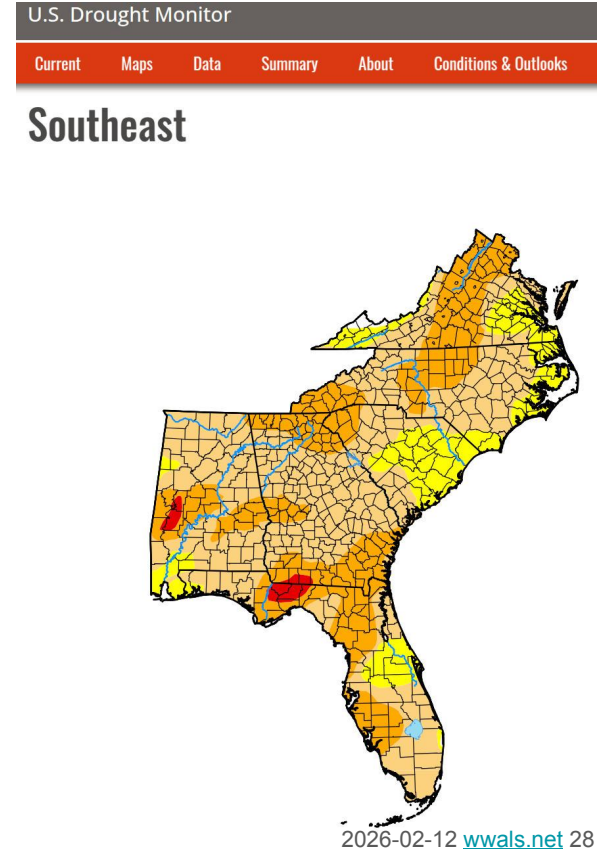 U.S. Drought Monitor
Current Maps Data Summary About Conditions & Outlooks
Southeast
2026-02-12 wwals.net 28